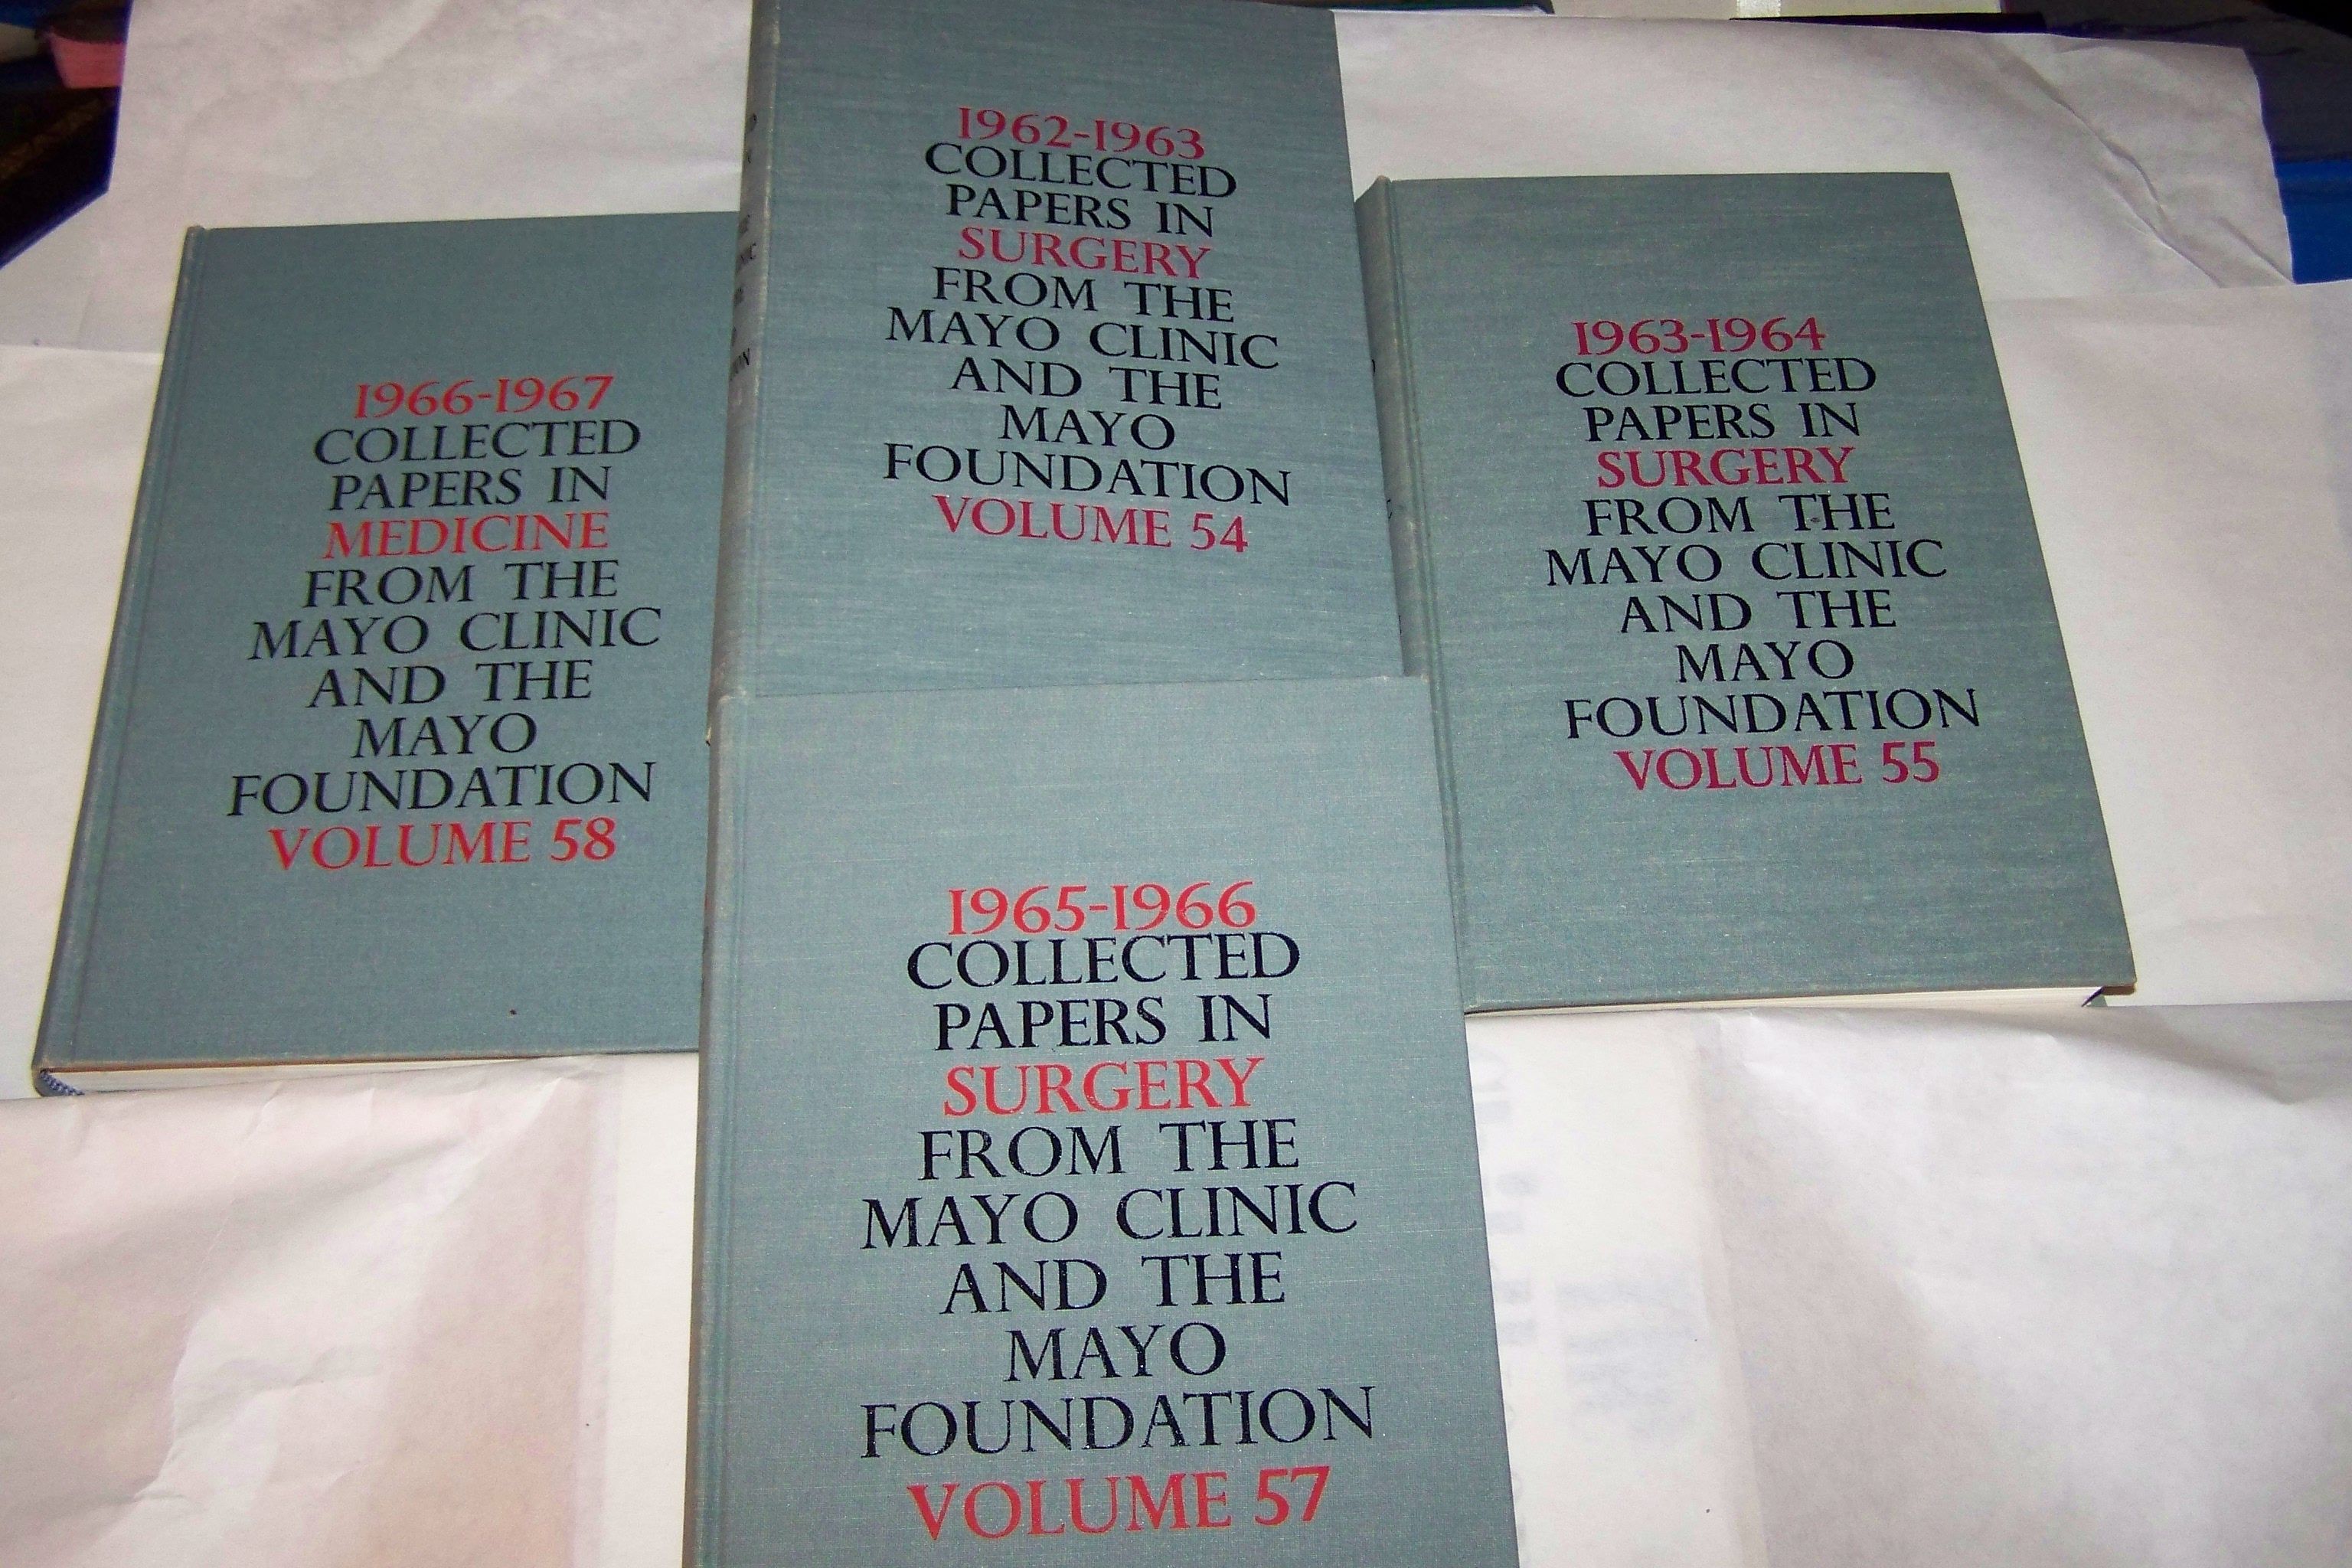 1962-1963
COLLECTED
PAPERS IN
SURGERY
FROM THE
MAYO CLINIC
AND THE
MAYO
FOUNDATION
VOLUME 54
1966-1967
COLLECTED
PAPERS IN
MEDICINE
FROM THE
MAYO CLINIC
AND THE
MAYO
FOUNDATION
VOLUME 58
1963-1964
COLLECTED
PAPERS IN
SURGERY
FROM THE
MAYO CLINIC
AND THE
MAYO
FOUNDATION
VOLUME 55
1965-1966
COLLECTED
PAPERS IN
SURGERY
FROM THE
MAYO CLINIC
AND THE
MAYO
FOUNDATION
VOLUME 57